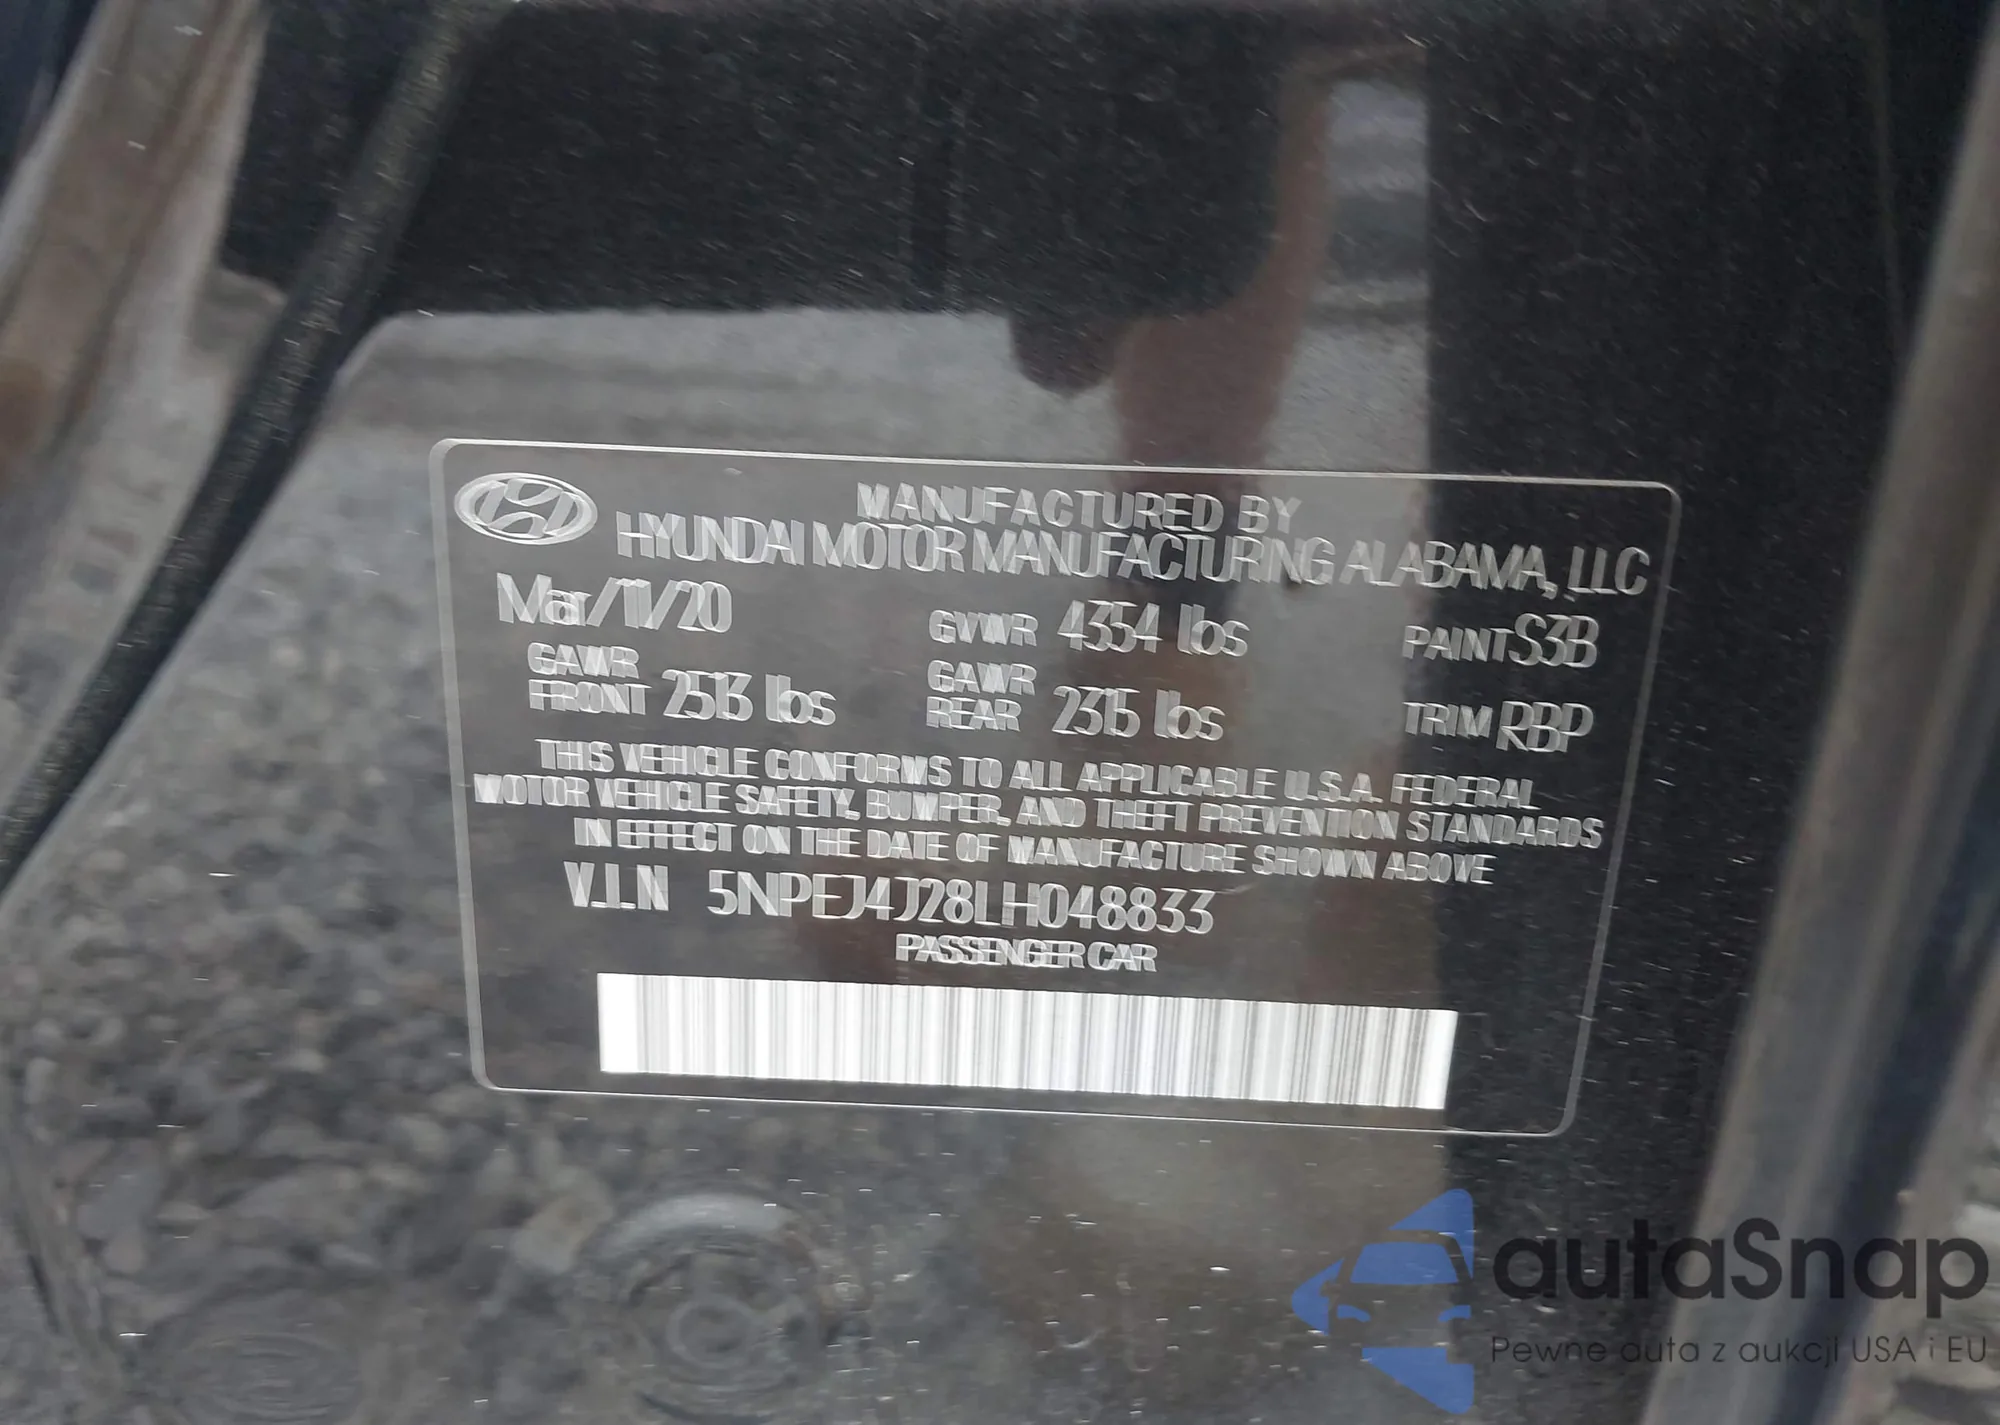 MANUFACTURED BY
HYUNDAI MOTOR MANUFACTURING ALABAMA, LLC
Mar/11/20 GVWR 4354 lbs PAINT S3B
GAWR FRONT 2513 lbs GAWR REAR 2315 lbs TRIM RBP
THIS VEHICLE CONFORMS TO ALL APPLICABLE U.S.A. FEDERAL
MOTOR VEHICLE SAFETY, BUMPER, AND THEFT PREVENTION STANDARDS
IN EFFECT ON THE DATE OF MANUFACTURE SHOWN ABOVE
V.I.N 5NPEJ4J28LH048833
PASSENGER CAR
autaSnap
Pewne auta z aukcji USA i EU